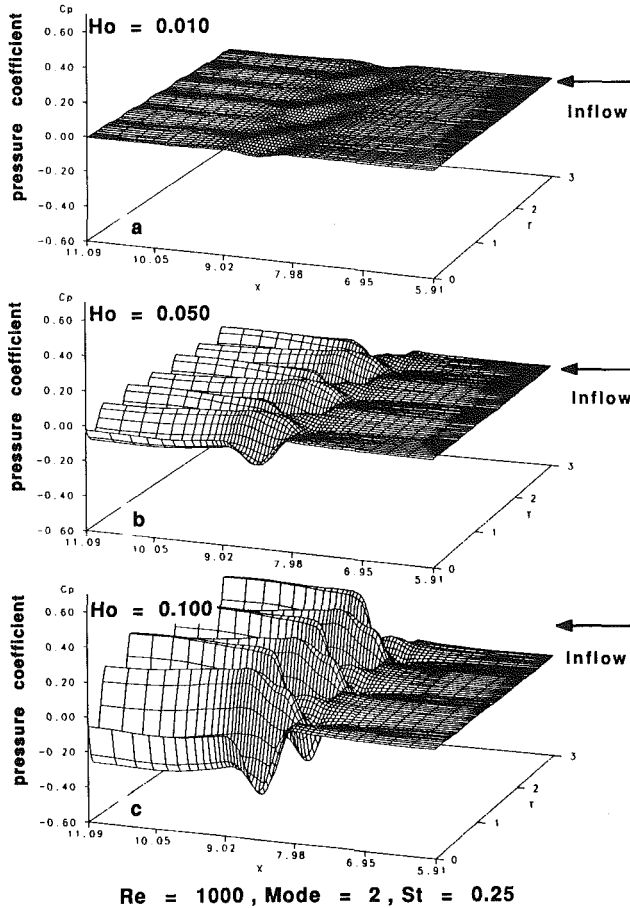 Cp
Ho = 0.010
0.60
0.40
0.20
0.00
-0.20
-0.40
-0.60
pressure coefficient
Inflow
a
11.09
10.05
9.02
7.98
6.95
5.91
X
0
1
2
3
r
Cp
Ho = 0.050
0.60
0.40
0.20
0.00
-0.20
-0.40
-0.60
pressure coefficient
Inflow
b
11.09
10.05
9.02
7.98
6.95
5.91
X
0
1
2
3
r
Cp
Ho = 0.100
0.60
0.40
0.20
0.00
-0.20
-0.40
-0.60
pressure coefficient
Inflow
c
11.09
10.05
9.02
7.98
6.95
5.91
X
0
1
2
3
r
Re = 1000 , Mode = 2, St = 0.25